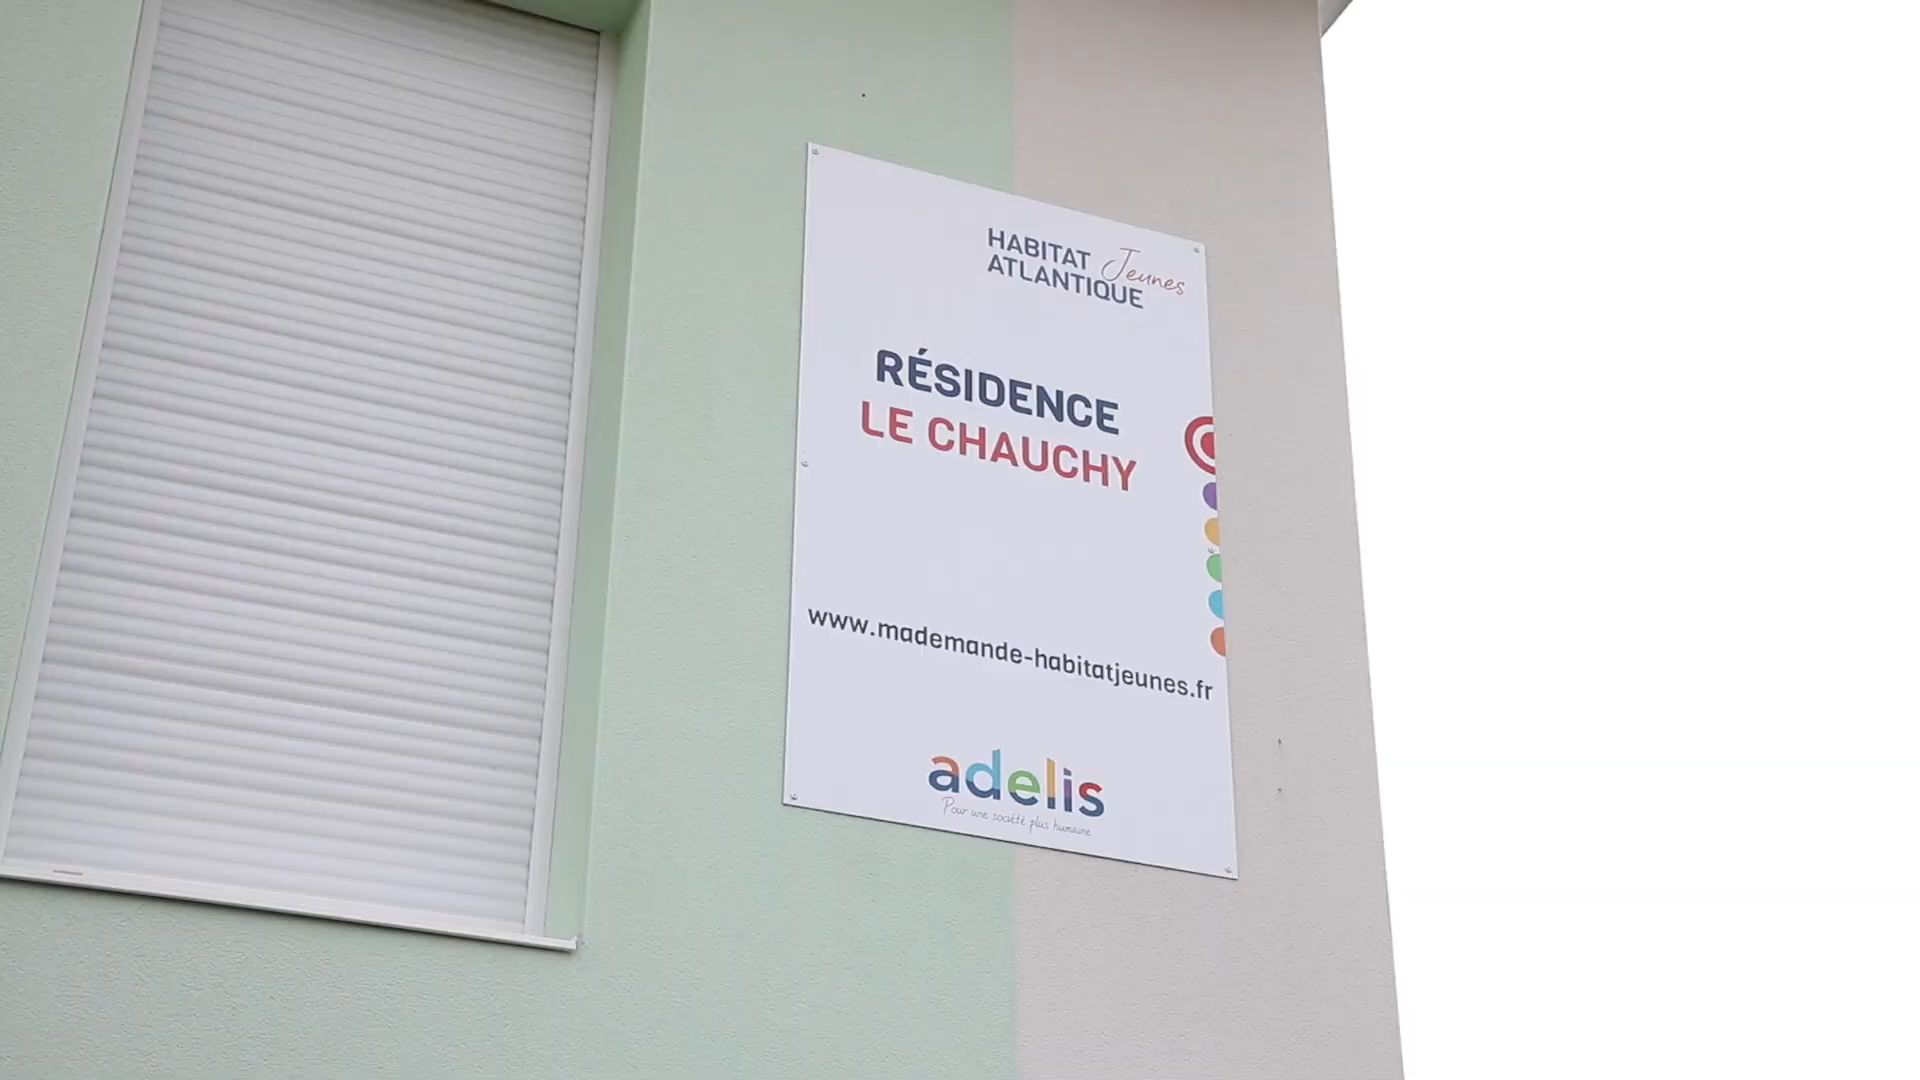 HABITAT Jeunes
ATLANTIQUE
RÉSIDENCE
LE CHAUCHY
www.mademande-habitatjeunes.fr
adelis
Pour une société plus humaine